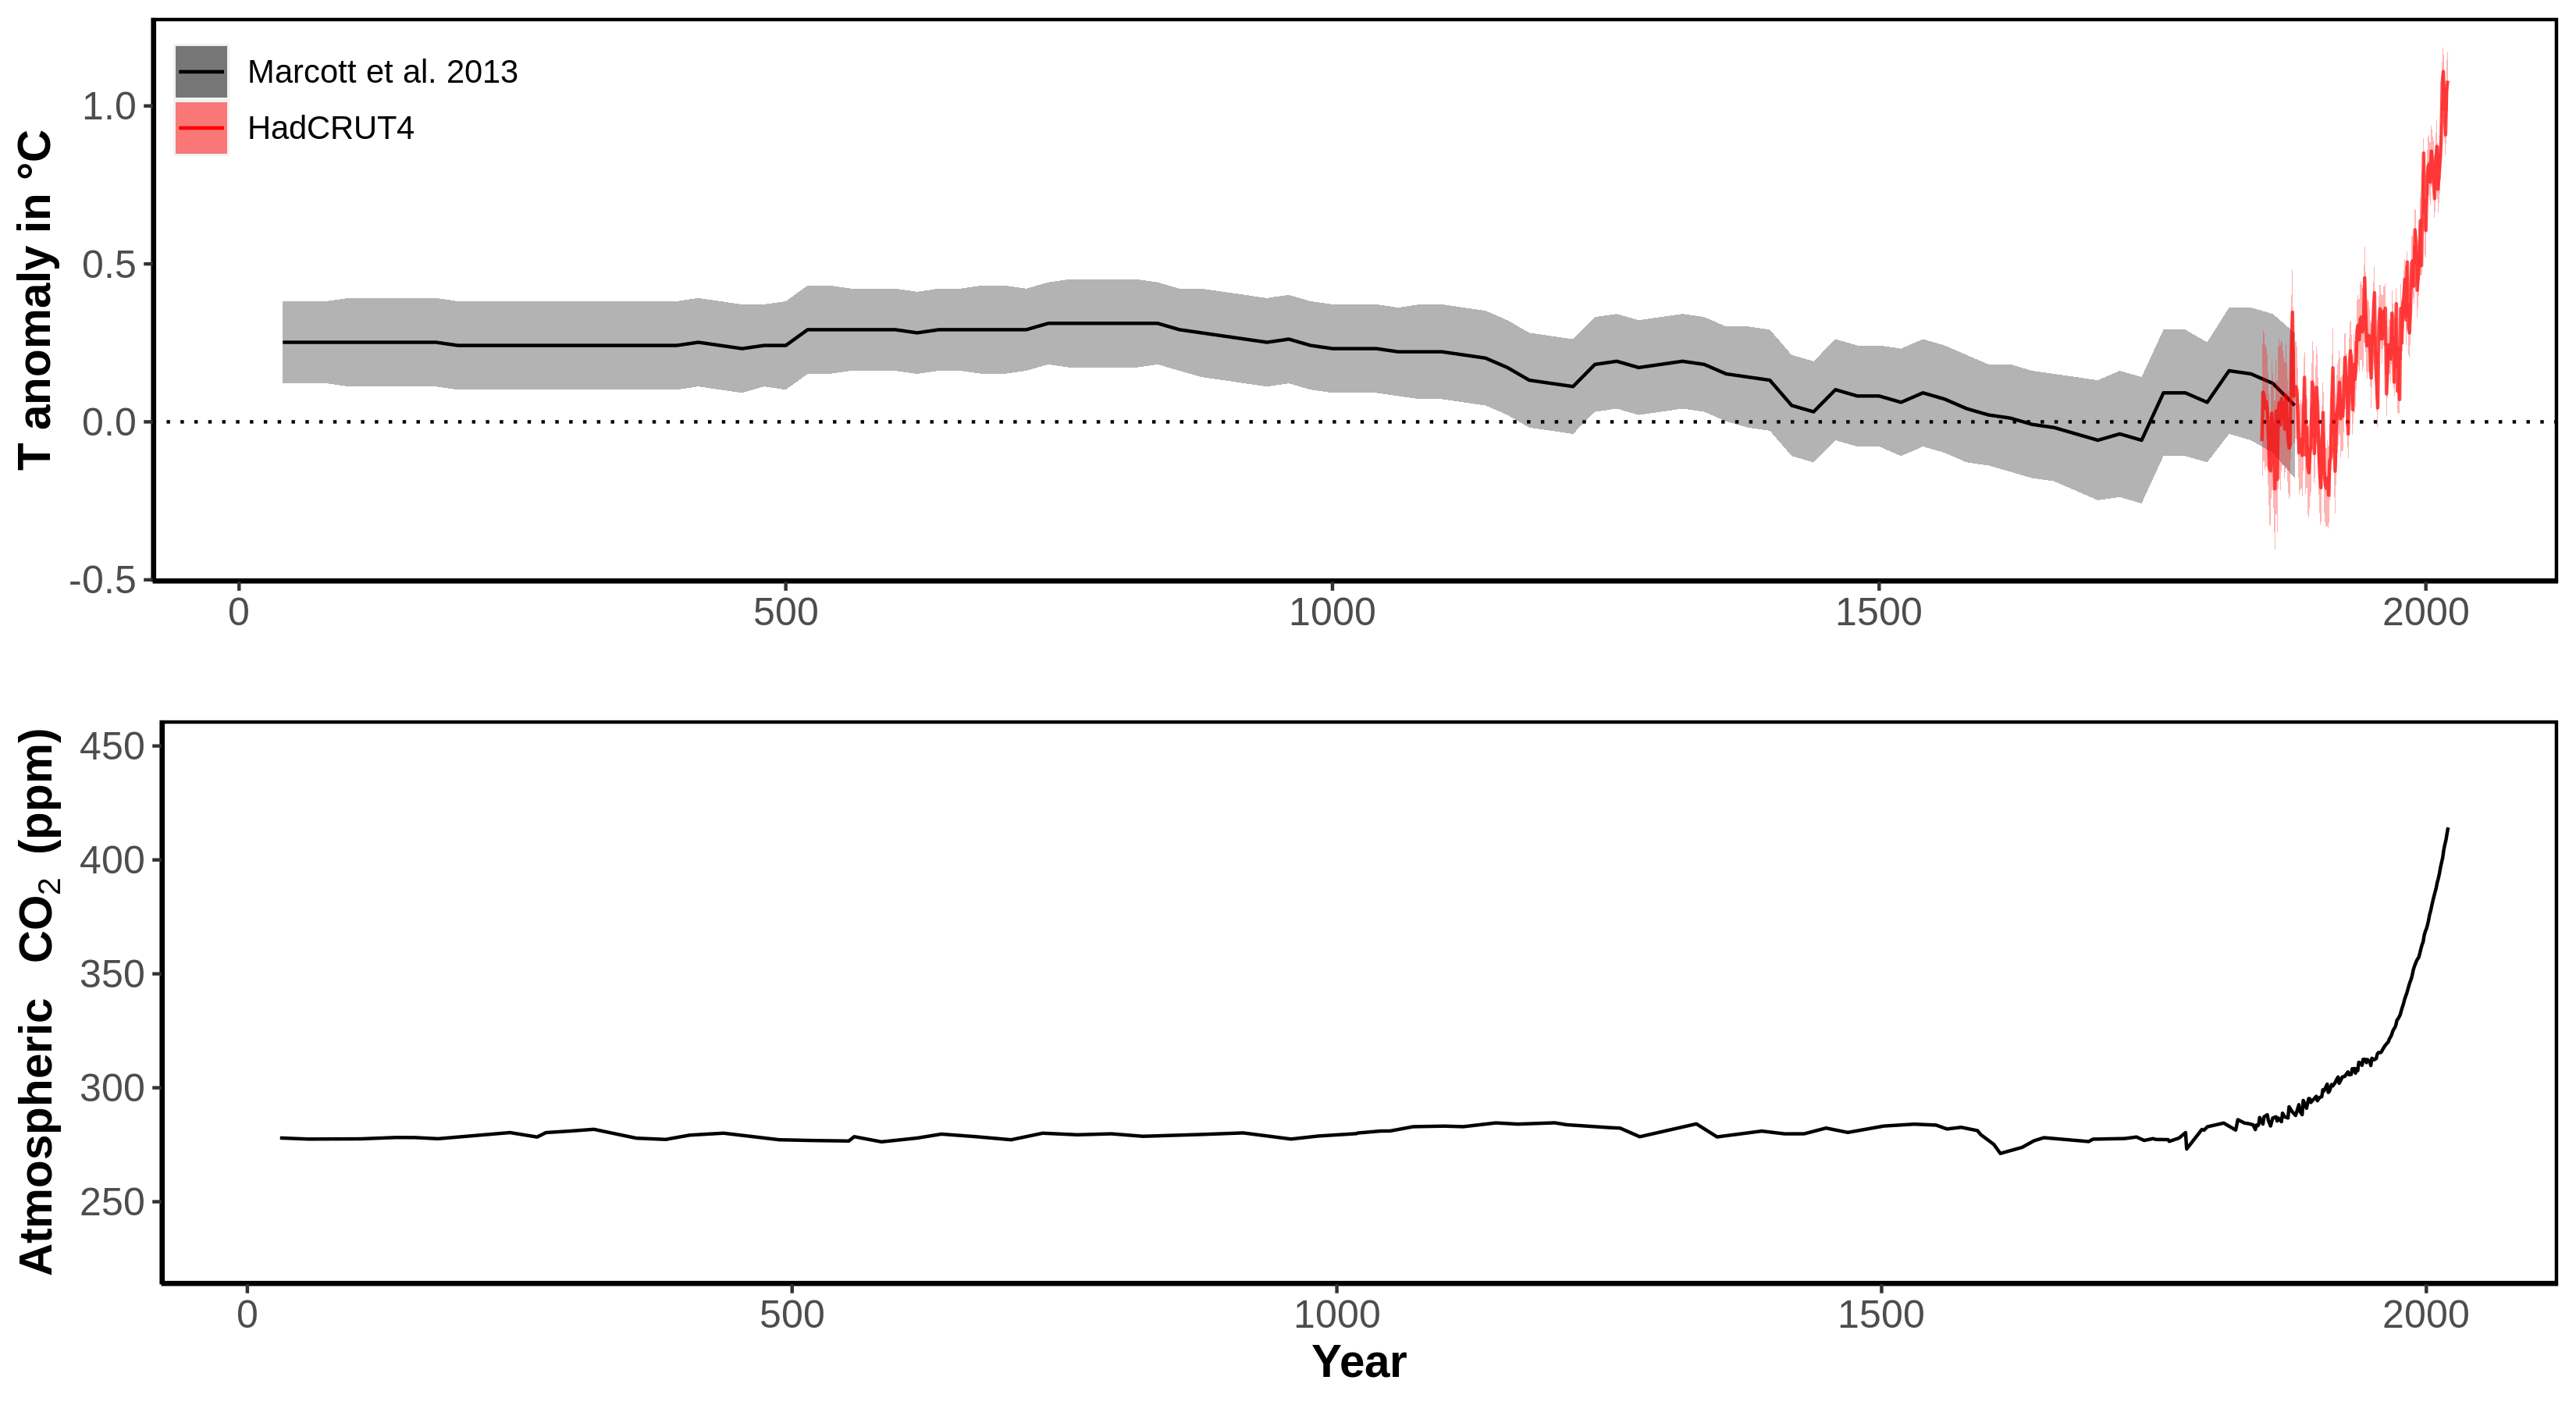 Marcott et al. 2013
HadCRUT4
T anomaly in °C
1.0
0.5
0.0
-0.5
0 500 1000 1500 2000
Atmospheric CO₂ (ppm)
450
400
350
300
250
0 500 1000 1500 2000
Year